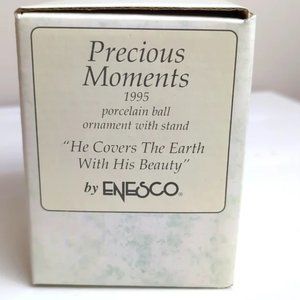 Precious
Moments
1995
porcelain ball
ornament with stand
"He Covers The Earth
With His Beauty"
by ENESCO®